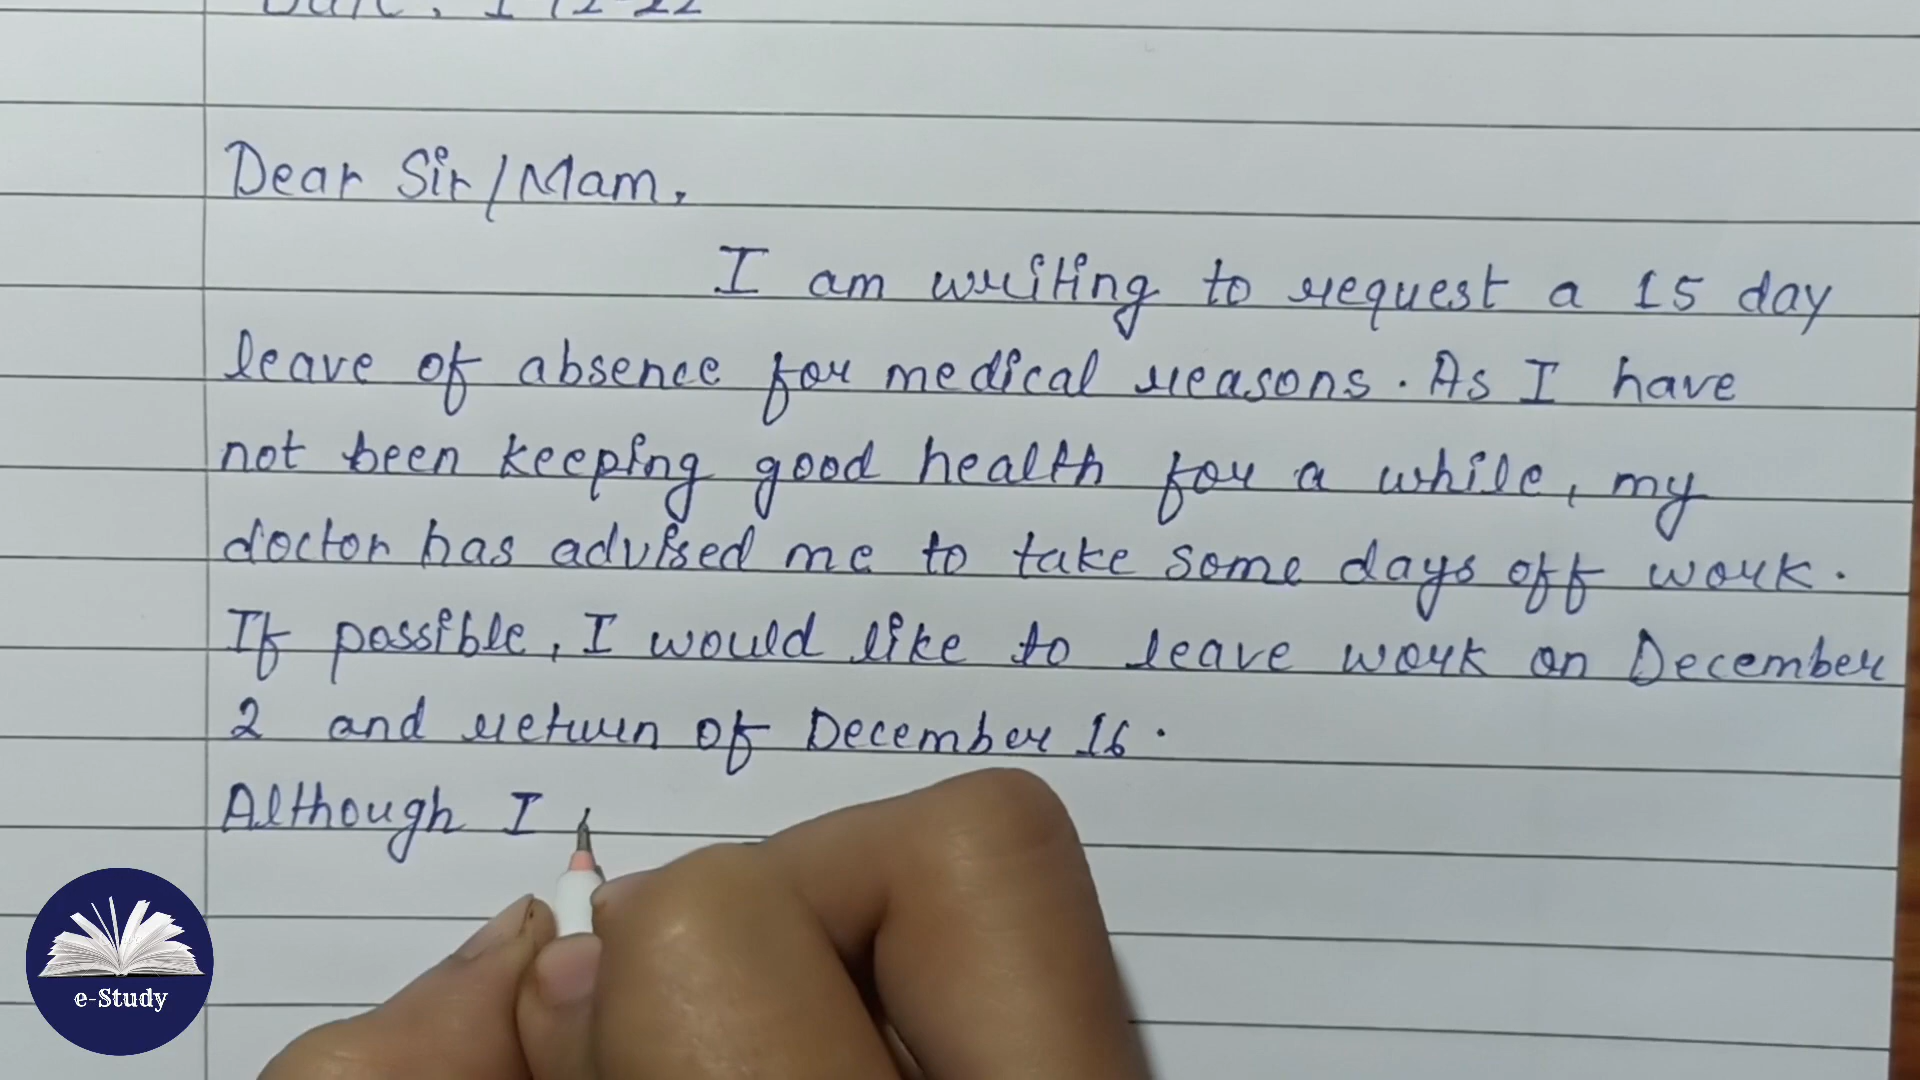 Dear Sir/Mam,
I am writing to request a 15 day
leave of absence for medical reasons. As I have
not been keeping good health for a while, my
doctor has advised me to take some days off work.
If possible, I would like to leave work on December
2 and return of December 16.
Although I
e-Study